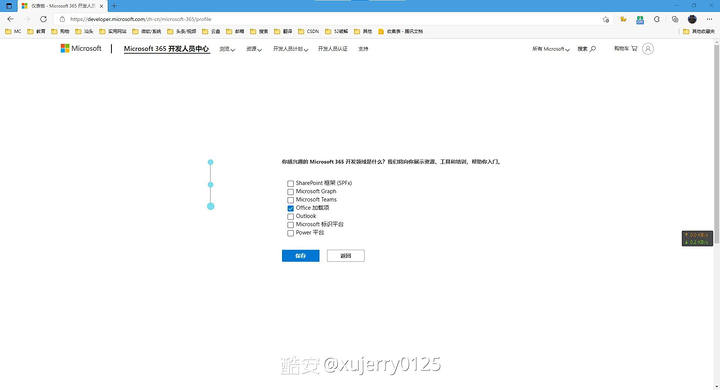 仪表板 - Microsoft 365 开发人员
https://developer.microsoft.com/zh-cn/microsoft-365/profile
MC 教育 购物 汕头 实用网站 微软/系统 头条/视频 云盘 邮箱 搜索 翻译 CSDN 52破解 其他 收集表 - 腾讯文档 其他收藏夹
Microsoft Microsoft 365 开发人员中心 浏览 资源 开发人员计划 开发人员认证 支持 所有 Microsoft 搜索 购物车
你感兴趣的 Microsoft 365 开发领域是什么？我们将向你展示资源、工具和培训，帮助你入门。
SharePoint 框架 (SPFx)
Microsoft Graph
Microsoft Teams
Office 加载项
Outlook
Microsoft 标识平台
Power 平台
保存 返回
酷安@xujerry0125